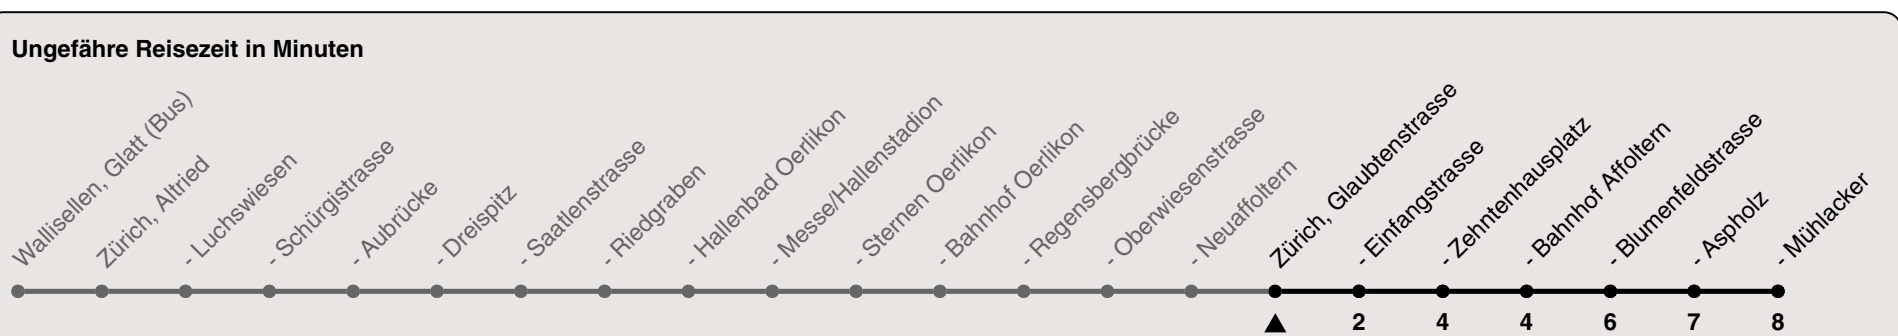 Ungefähre Reisezeit in Minuten
Wallisellen, Glatt (Bus)
Zürich, Altried
- Luchswiesen
- Schürgistrasse
- Aubrücke
- Dreispitz
- Saatlenstrasse
- Riedgraben
- Hallenbad Oerlikon
- Messe/Hallenstadion
- Sternen Oerlikon
- Bahnhof Oerlikon
- Regensbergbrücke
- Oberwiesenstrasse
- Neuaffoltern
Zürich, Glaubtenstrasse
- Einfangstrasse
- Zehntenhausplatz
- Bahnhof Affoltern
- Blumenfeldstrasse
- Aspholz
- Mühlacker
2 4 4 6 7 8